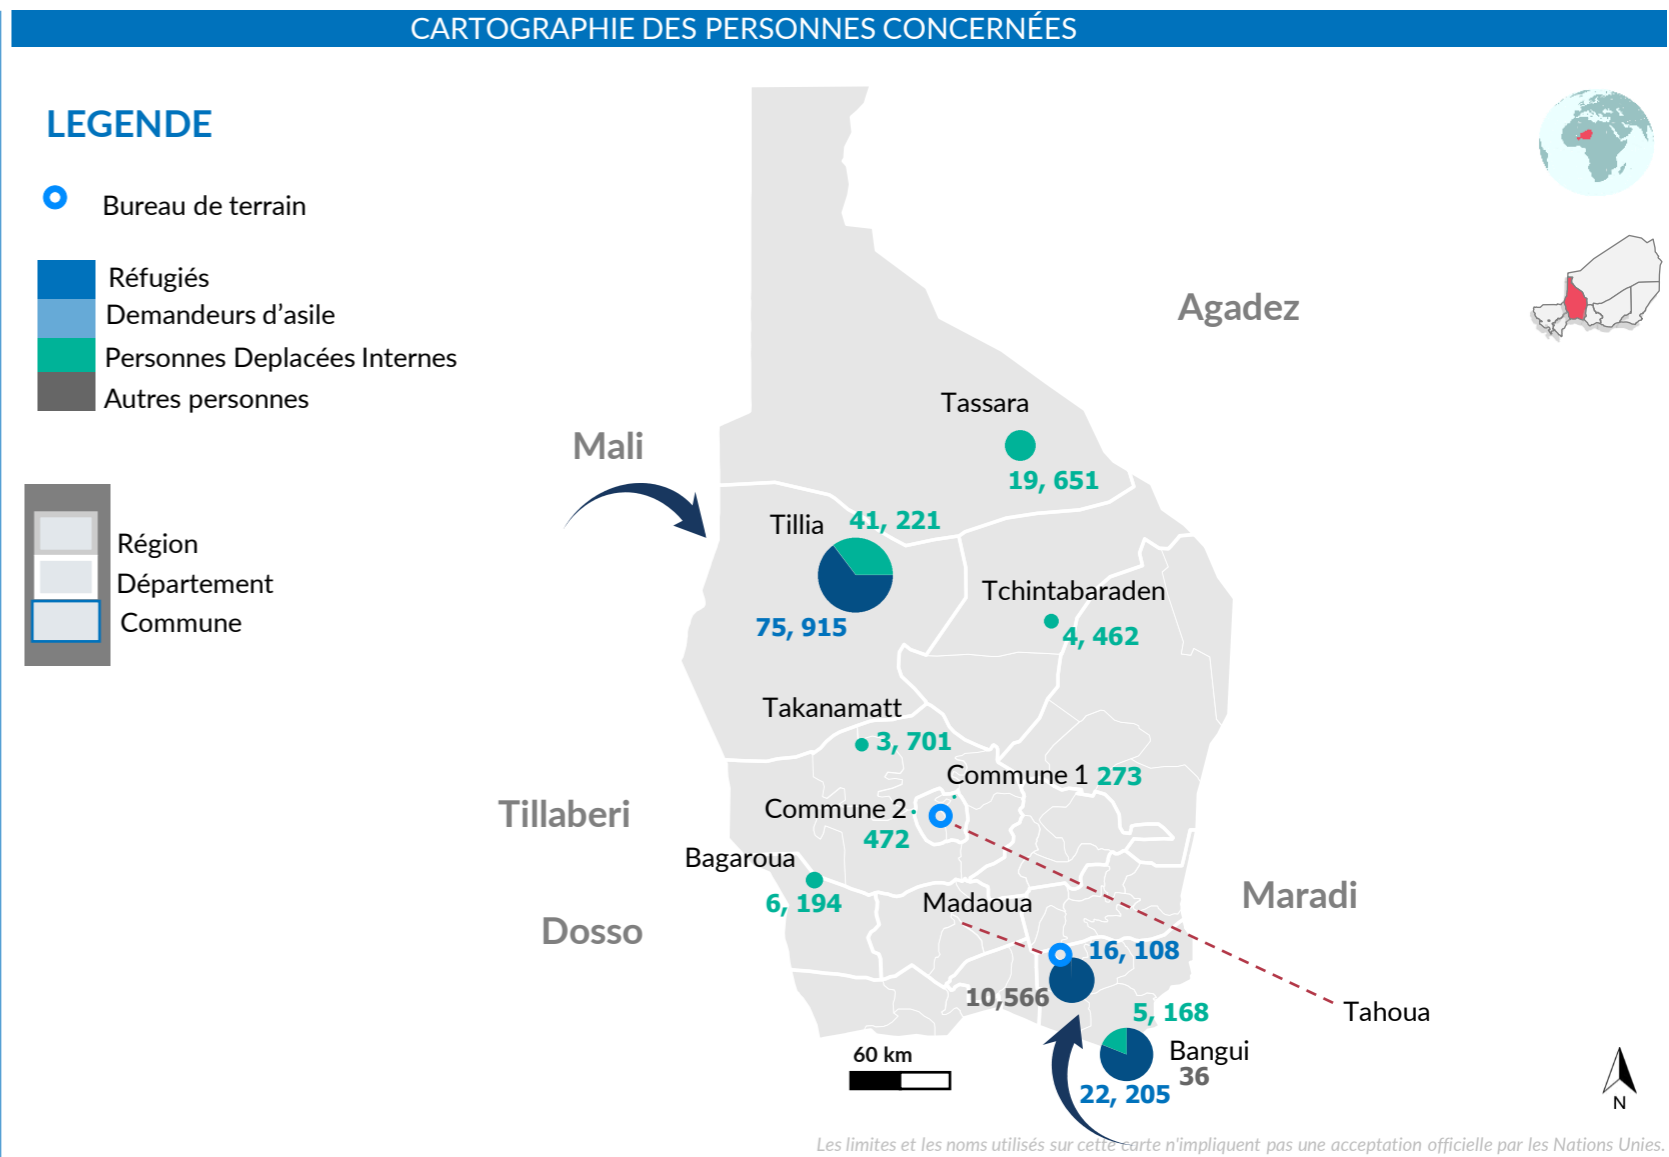 CARTOGRAPHIE DES PERSONNES CONCERNÉES
LEGENDE
Bureau de terrain
Réfugiés
Demandeurs d'asile
Personnes Deplacées Internes
Autres personnes
Région
Département
Commune
Agadez
Mali
Tassara
19, 651
Tillia
41, 221
75, 915
Tchintabaraden
4, 462
Takanamatt
3, 701
Commune 1 273
Commune 2
472
Tillaberi
Bagaroua
6, 194
Madaoua
Maradi
Dosso
16, 108
10,566
5, 168
Tahoua
Bangui
36
22, 205
60 km
N
Les limites et les noms utilisés sur cette carte n'impliquent pas une acceptation officielle par les Nations Unies.